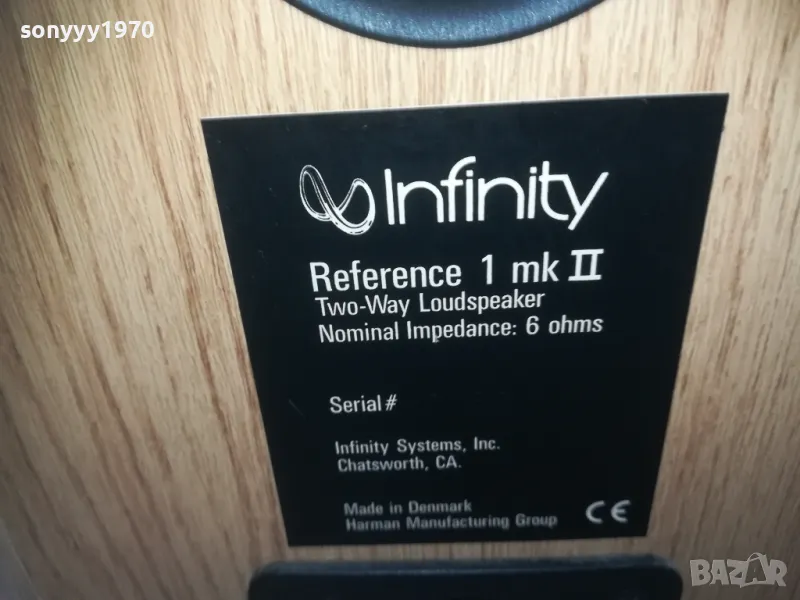 sonyyy1970
Infinity
Reference 1 mk II
Two-Way Loudspeaker
Nominal Impedance: 6 ohms
Serial#
Infinity Systems, Inc.
Chatsworth, CA.
Made in Denmark
Harman Manufacturing Group
CE
BAZAR